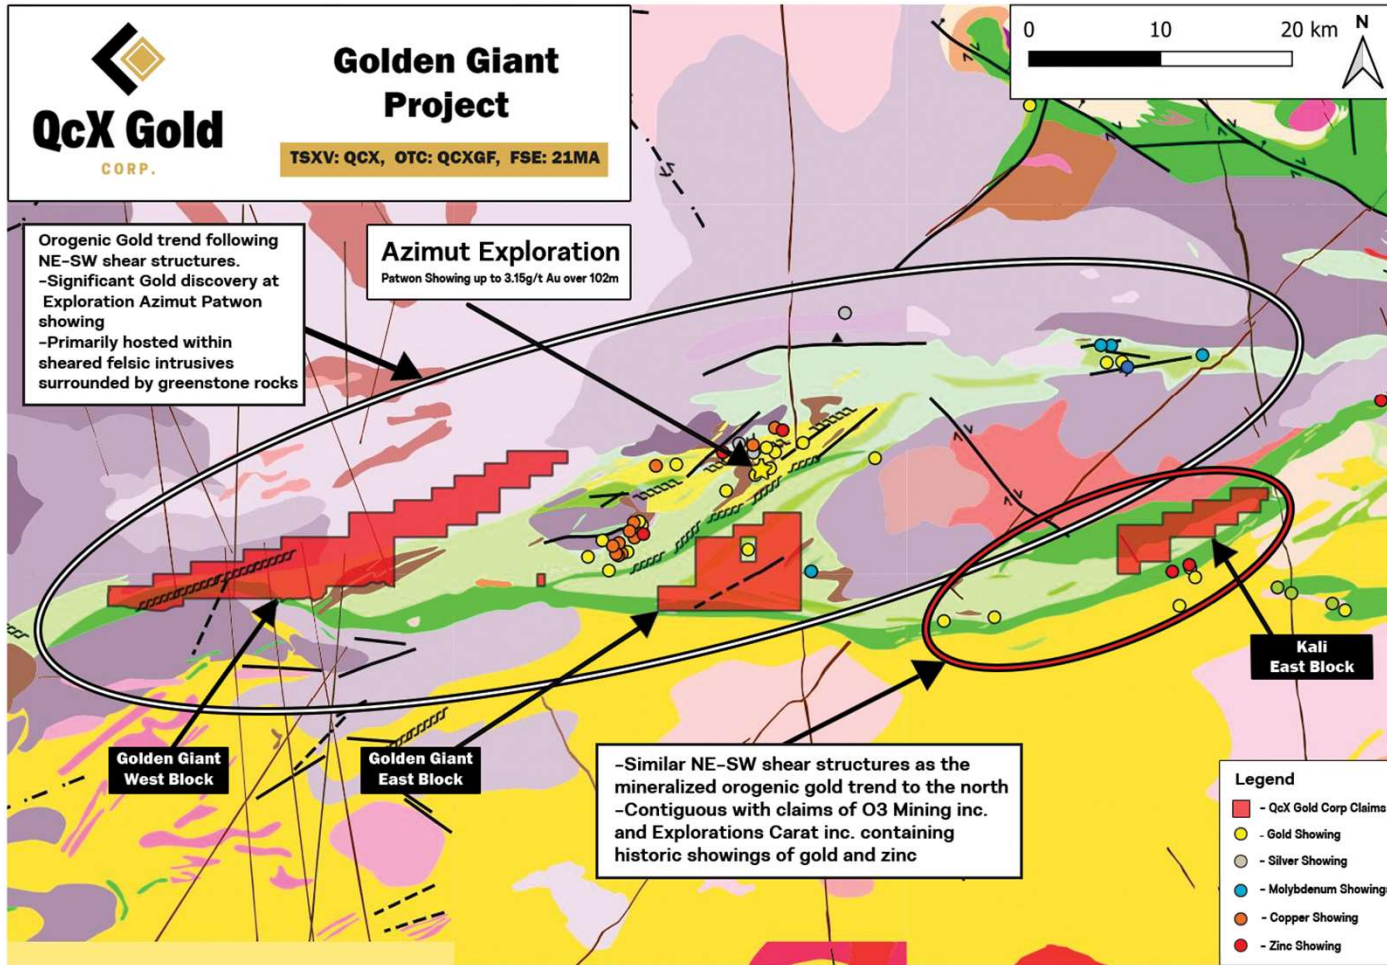 QcX Gold
CORP.
Golden Giant
Project
TSXV: QCX, OTC: QCXGF, FSE: 21MA
0 10 20 km
N
Orogenic Gold trend following
NE-SW shear structures.
-Significant Gold discovery at
Exploration Azimut Patwon
showing
-Primarily hosted within
sheared felsic intrusives
surrounded by greenstone rocks
Azimut Exploration
Patwon Showing up to 3.15g/t Au over 102m
Kali
East Block
Golden Giant
West Block
Golden Giant
East Block
-Similar NE-SW shear structures as the
mineralized orogenic gold trend to the north
-Contiguous with claims of O3 Mining inc.
and Explorations Carat inc. containing
historic showings of gold and zinc
Legend
- QcX Gold Corp Claims
- Gold Showing
- Silver Showing
- Molybdenum Showings
- Copper Showing
- Zinc Showing